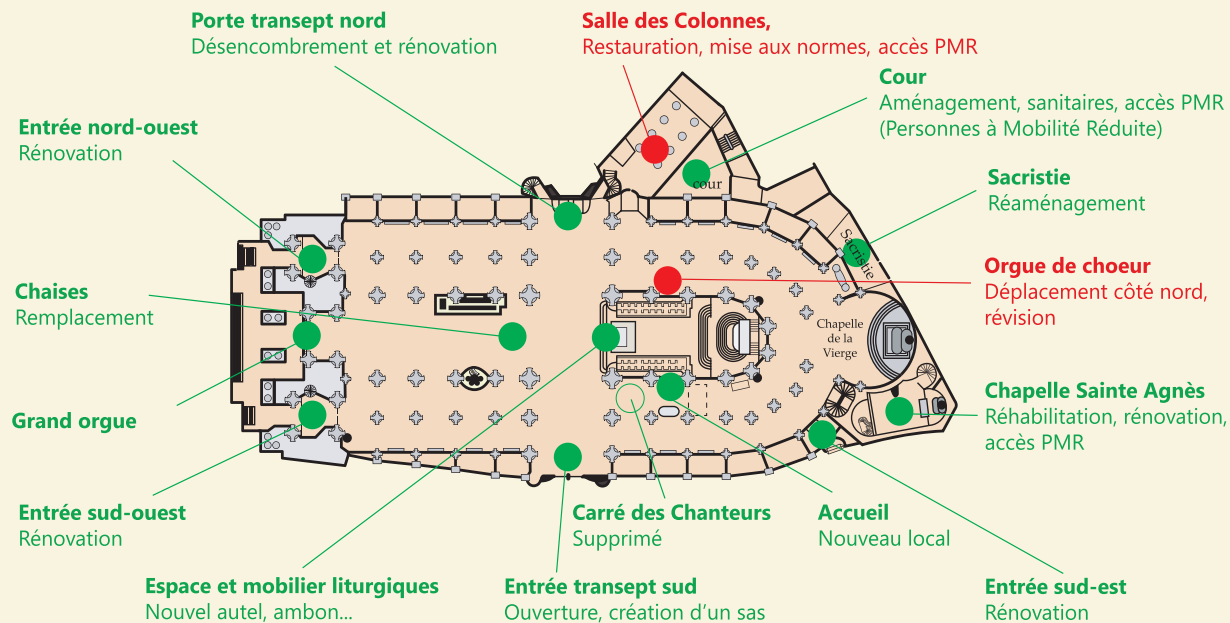 Porte transept nord
Désencombrement et rénovation
Salle des Colonnes,
Restauration, mise aux normes, accès PMR
Cour
Aménagement, sanitaires, accès PMR
(Personnes à Mobilité Réduite)
Entrée nord-ouest
Rénovation
Sacristie
Réaménagement
cour
Sacristie
Orgue de choeur
Déplacement côté nord,
révision
Chaises
Remplacement
Chapelle
de la
Vierge
Chapelle Sainte Agnès
Réhabilitation, rénovation,
accès PMR
Grand orgue
Entrée sud-ouest
Rénovation
Carré des Chanteurs
Supprimé
Accueil
Nouveau local
Espace et mobilier liturgiques
Nouvel autel, ambon...
Entrée transept sud
Ouverture, création d'un sas
Entrée sud-est
Rénovation